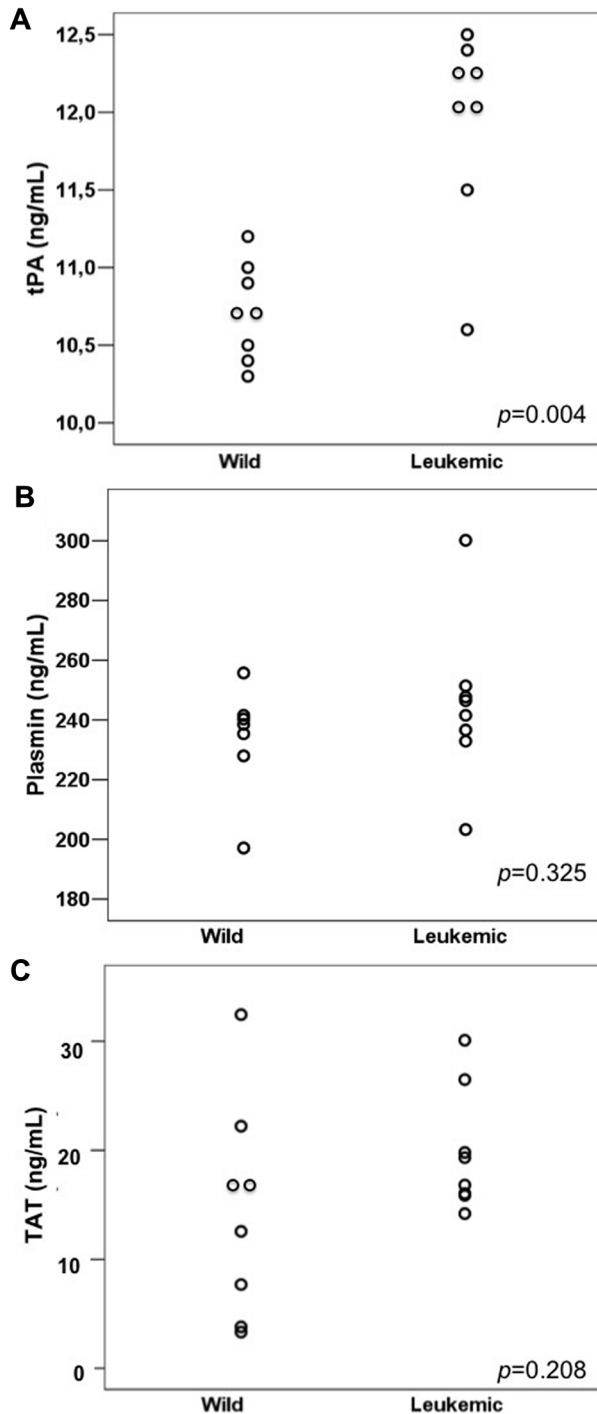 A
12,5
12,0
11,5
11,0
10,5
10,0
tPA (ng/mL)
p=0.004
Wild Leukemic
B
300
280
260
240
220
200
180
Plasmin (ng/mL)
p=0.325
Wild Leukemic
C
30
20
10
0
TAT (ng/mL)
p=0.208
Wild Leukemic